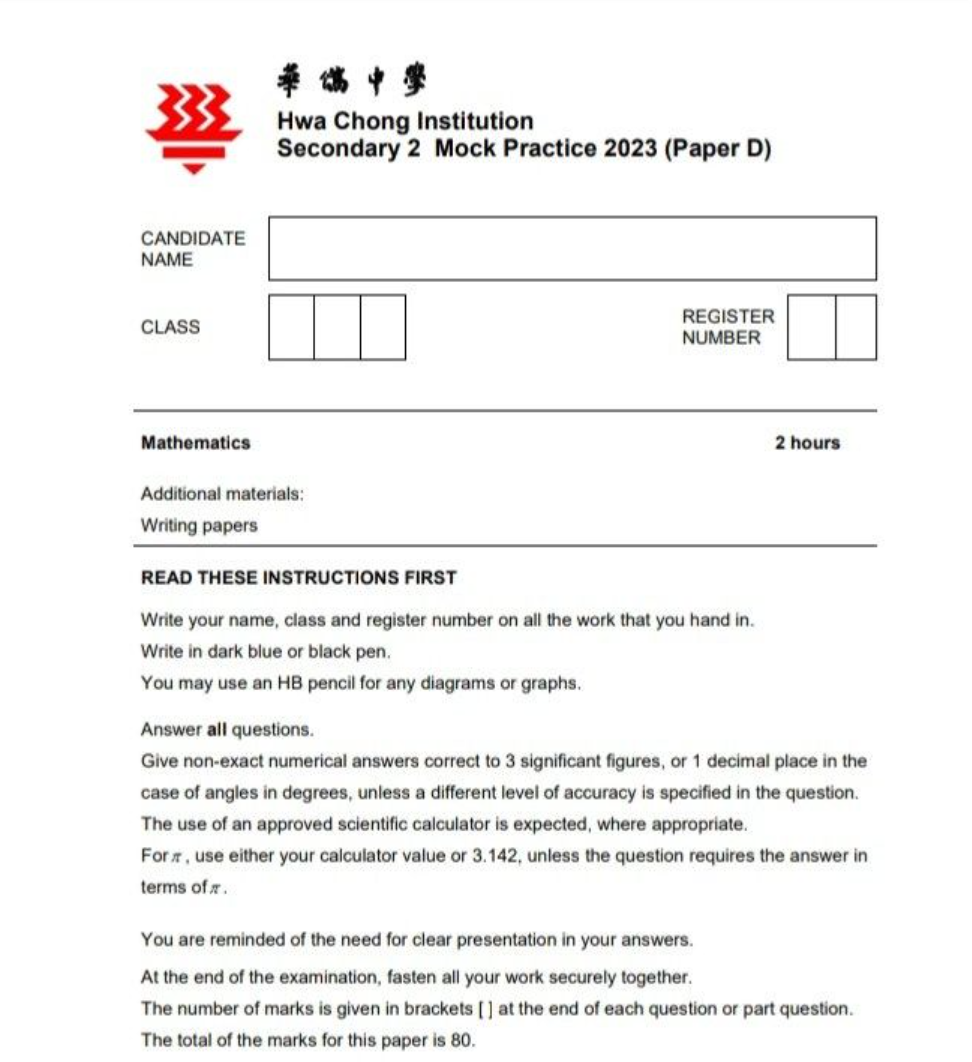 華僑中學
Hwa Chong Institution
Secondary 2 Mock Practice 2023 (Paper D)
CANDIDATE
NAME
CLASS
REGISTER
NUMBER
Mathematics 2 hours
Additional materials:
Writing papers
READ THESE INSTRUCTIONS FIRST
Write your name, class and register number on all the work that you hand in.
Write in dark blue or black pen.
You may use an HB pencil for any diagrams or graphs.
Answer all questions.
Give non-exact numerical answers correct to 3 significant figures, or 1 decimal place in the
case of angles in degrees, unless a different level of accuracy is specified in the question.
The use of an approved scientific calculator is expected, where appropriate.
For π, use either your calculator value or 3.142, unless the question requires the answer in
terms of π.
You are reminded of the need for clear presentation in your answers.
At the end of the examination, fasten all your work securely together.
The number of marks is given in brackets [ ] at the end of each question or part question.
The total of the marks for this paper is 80.